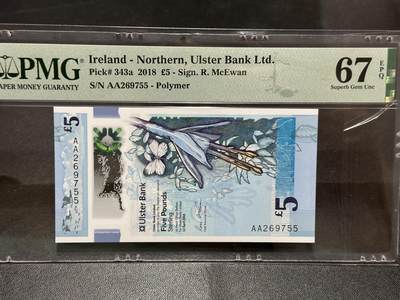 PMG
PAPER MONEY GUARANTY
Ireland - Northern, Ulster Bank Ltd.
Pick# 343a 2018 £5 - Sign. R. McEwan
S/N AA269755 - Polymer
67 EPQ
Superb Gem Unc
£5
AA269755
Ulster Bank
Five Pounds
Sterling
£5
AA269755